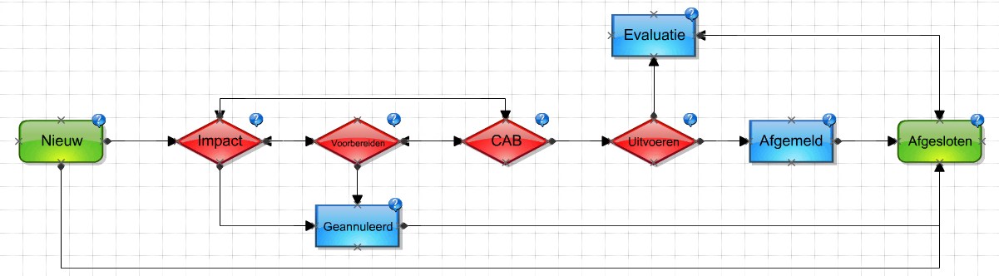 Evaluatie
Nieuw
Impact
Voorbereiden
CAB
Uitvoeren
Afgemeld
Afgesloten
Geannuleerd